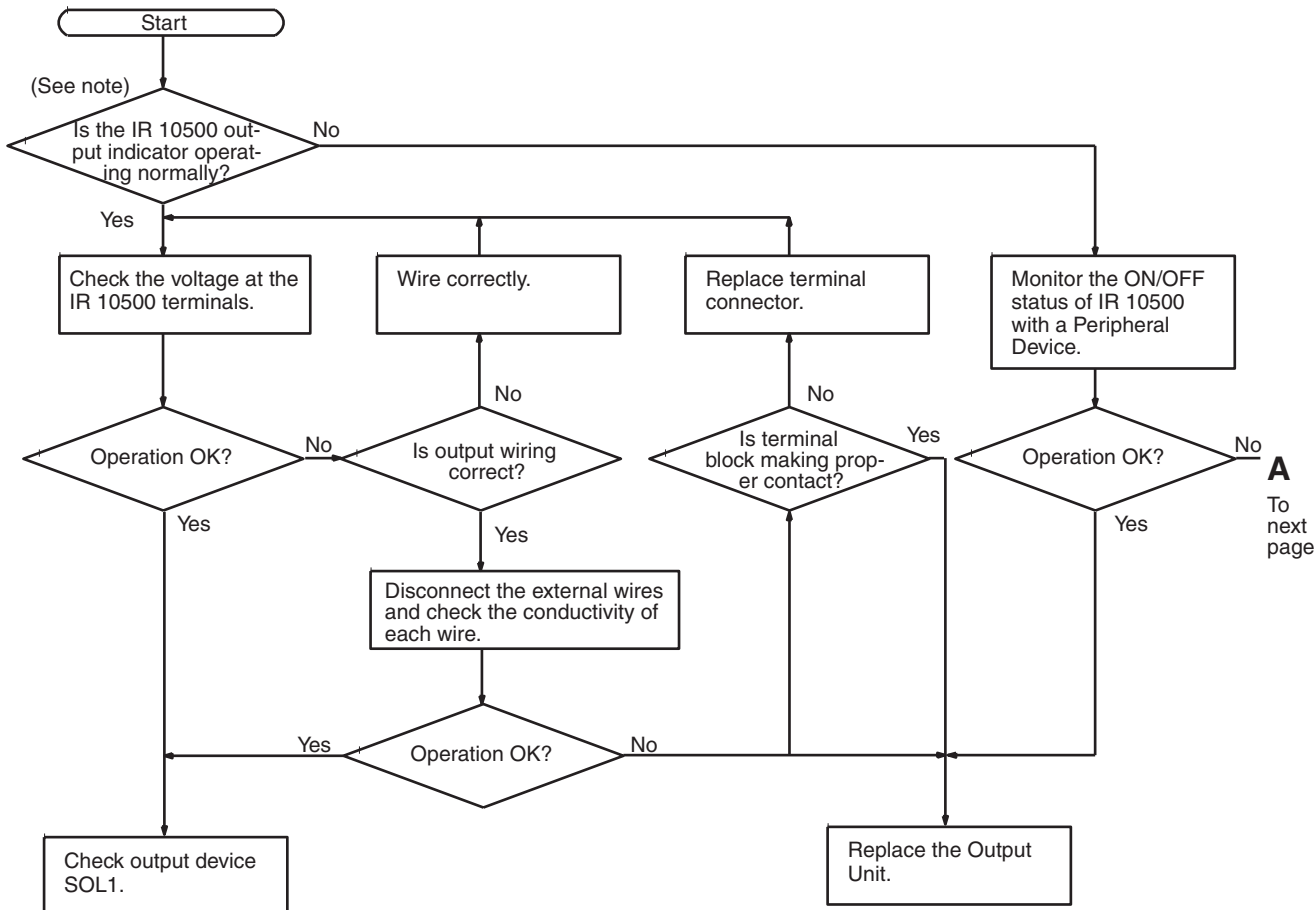 Start
(See note)
Is the IR 10500 out-
put indicator operat-
ing normally?
No
Yes
Check the voltage at the
IR 10500 terminals.
Wire correctly.
Replace terminal
connector.
Monitor the ON/OFF
status of IR 10500
with a Peripheral
Device.
No
No
Operation OK?
No
Is output wiring
correct?
Is terminal
block making prop-
er contact?
Yes
Operation OK?
No
A
To
next
page
Yes
Yes
Yes
Disconnect the external wires
and check the conductivity of
each wire.
Yes
Operation OK?
No
Check output device
SOL1.
Replace the Output
Unit.